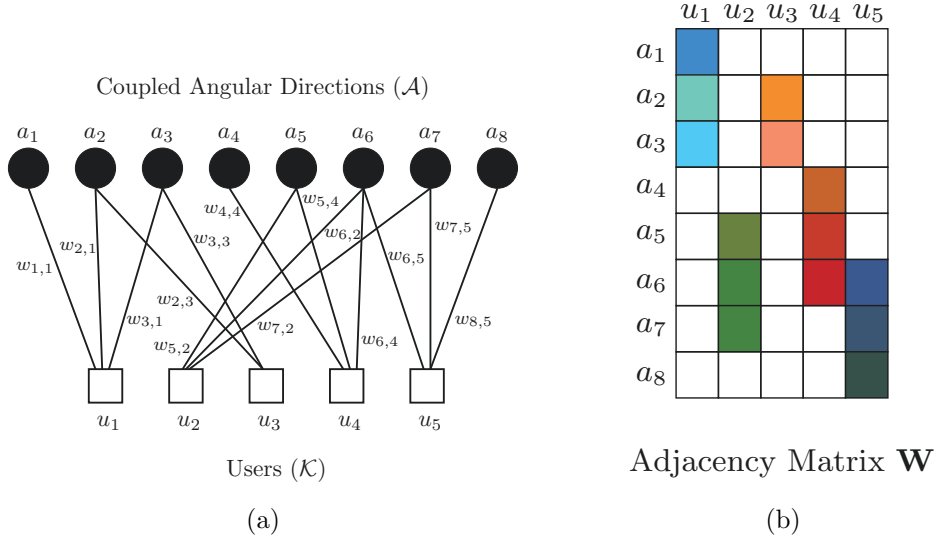 Coupled Angular Directions (𝒜)
a₁ a₂ a₃ a₄ a₅ a₆ a₇ a₈
w₄,₄ w₅,₄
w₂,₁ w₃,₃ w₆,₂ w₇,₅
w₁,₁ w₆,₅
w₃,₁ w₂,₃ w₇,₂ w₈,₅
w₅,₂ w₆,₄
u₁ u₂ u₃ u₄ u₅
Users (𝒦)
(a)
u₁ u₂ u₃ u₄ u₅
a₁
a₂
a₃
a₄
a₅
a₆
a₇
a₈
Adjacency Matrix 𝐖
(b)